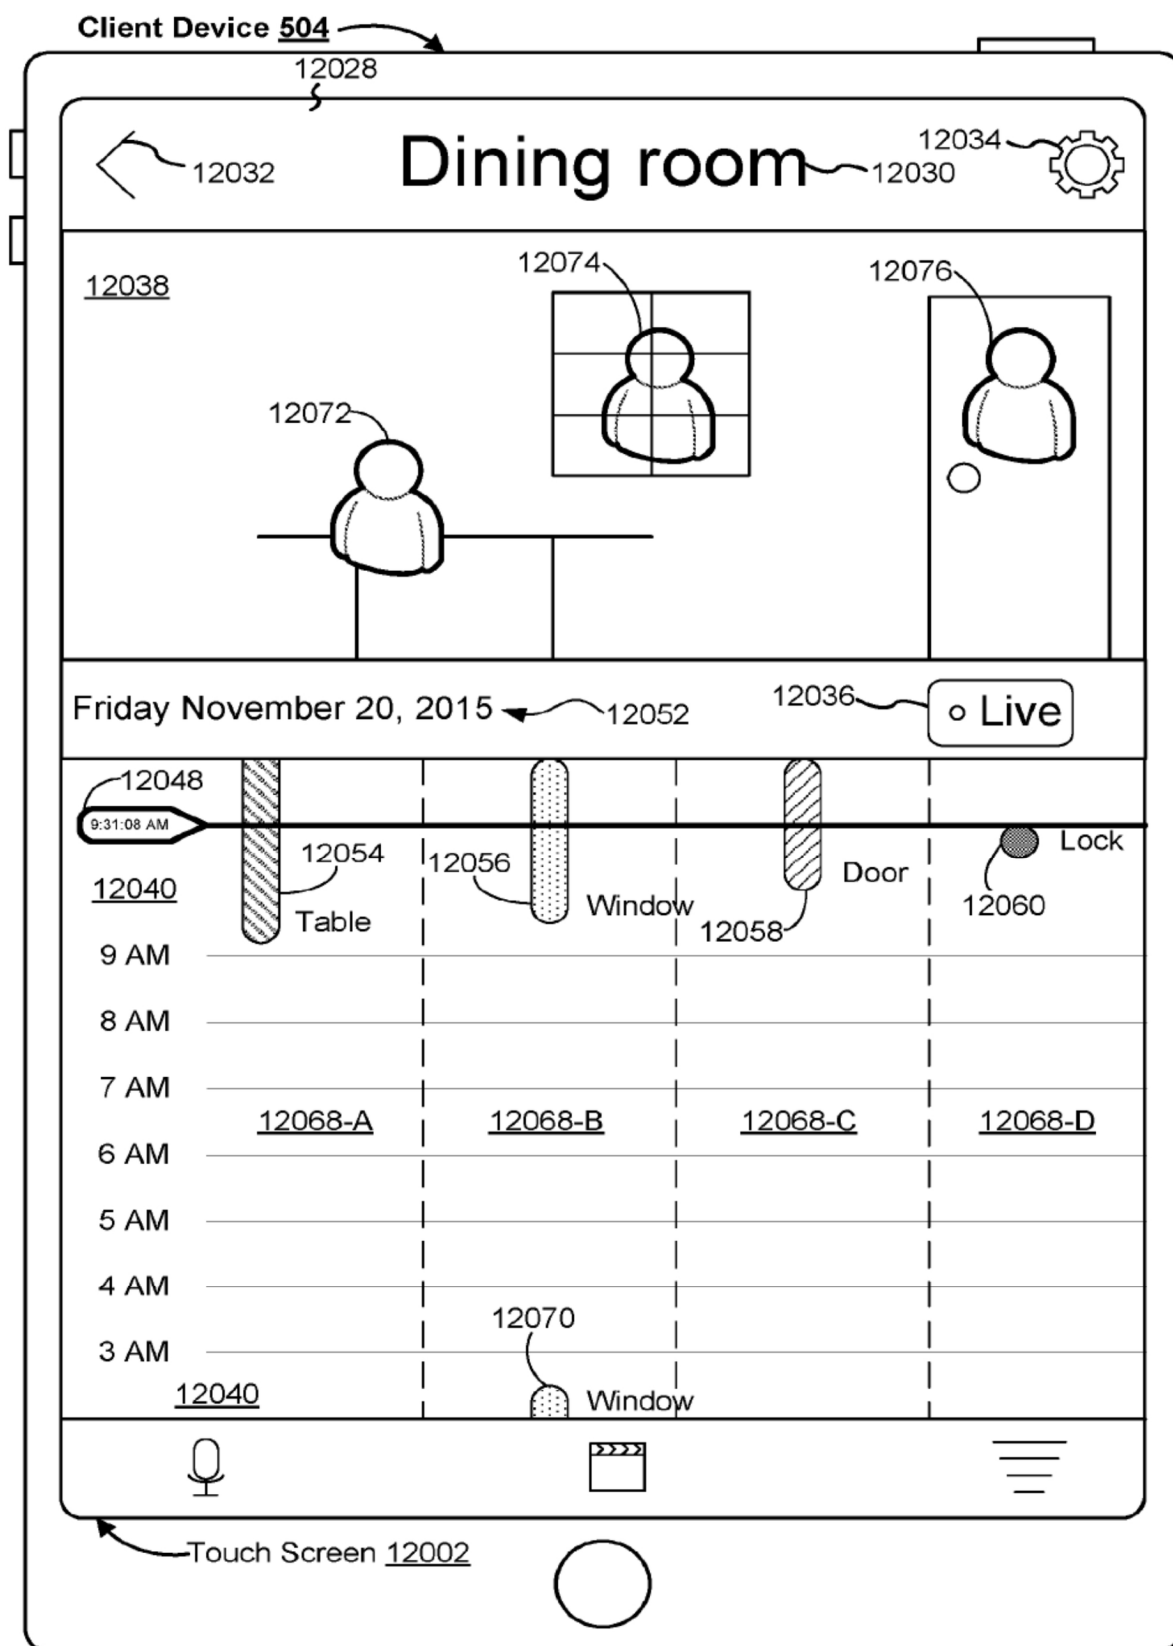 Client Device 504
12028
12032
Dining room
12030
12034
12038
12074
12076
12072
Friday November 20, 2015
12052
12036
Live
12048
9:31:08 AM
12054
12056
Lock
12040
Door
12060
Table
Window
12058
9 AM
8 AM
7 AM
12068-A
12068-B
12068-C
12068-D
6 AM
5 AM
4 AM
12070
3 AM
12040
Window
Touch Screen 12002